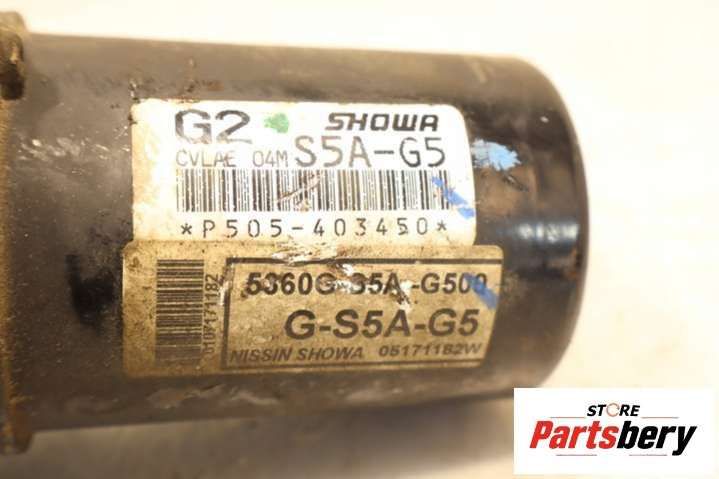 G2 SHOWA
CVLAE 04M S5A-G5
*P505-403450*
5360G-S5A-G500
G-S5A-G5
NISSIN SHOWA 05171182W
STORE
Partsbery